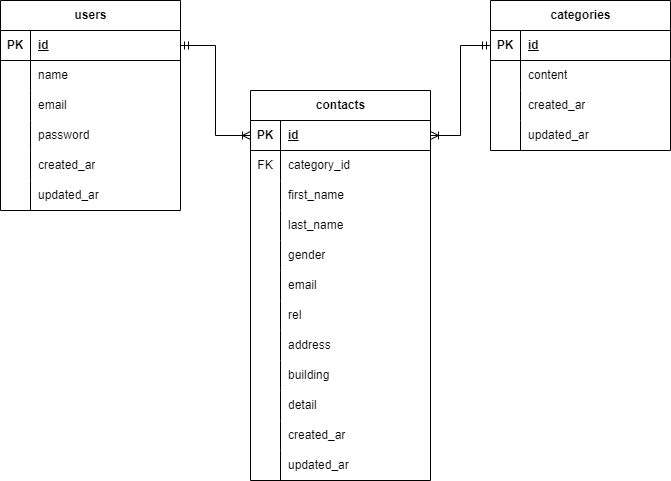 users
PK id
name
email
password
created_ar
updated_ar
categories
PK id
content
created_ar
updated_ar
contacts
PK id
FK category_id
first_name
last_name
gender
email
rel
address
building
detail
created_ar
updated_ar